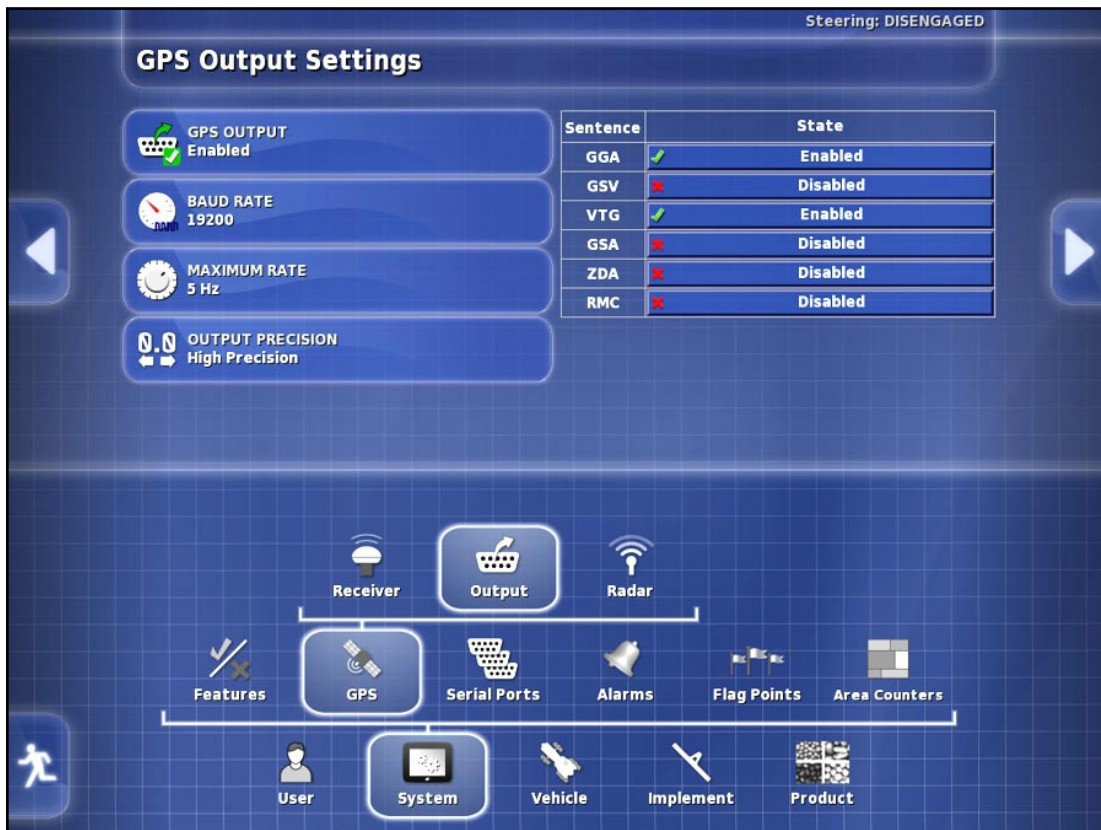 Steering: DISENGAGED
GPS Output Settings
GPS OUTPUT
Enabled
BAUD RATE
19200
MAXIMUM RATE
5 Hz
0.0 OUTPUT PRECISION
High Precision
Sentence State
GGA Enabled
GSV Disabled
VTG Enabled
GSA Disabled
ZDA Disabled
RMC Disabled
Receiver Output Radar
Features GPS Serial Ports Alarms Flag Points Area Counters
User System Vehicle Implement Product